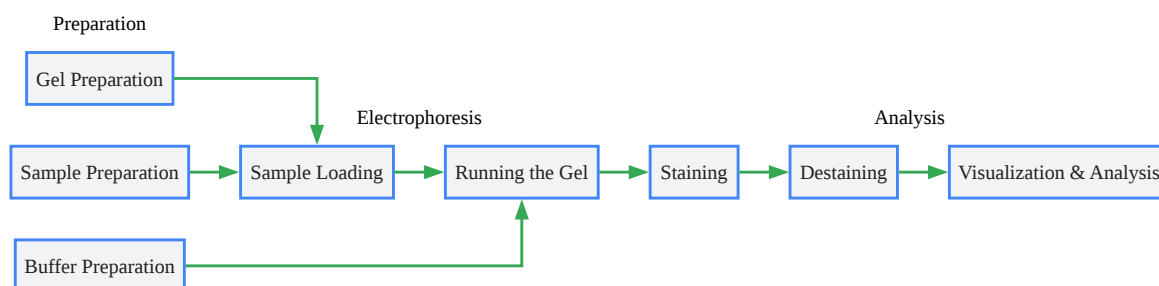 Preparation
Gel Preparation
Electrophoresis
Analysis
Sample Preparation
Sample Loading
Running the Gel
Staining
Destaining
Visualization & Analysis
Buffer Preparation